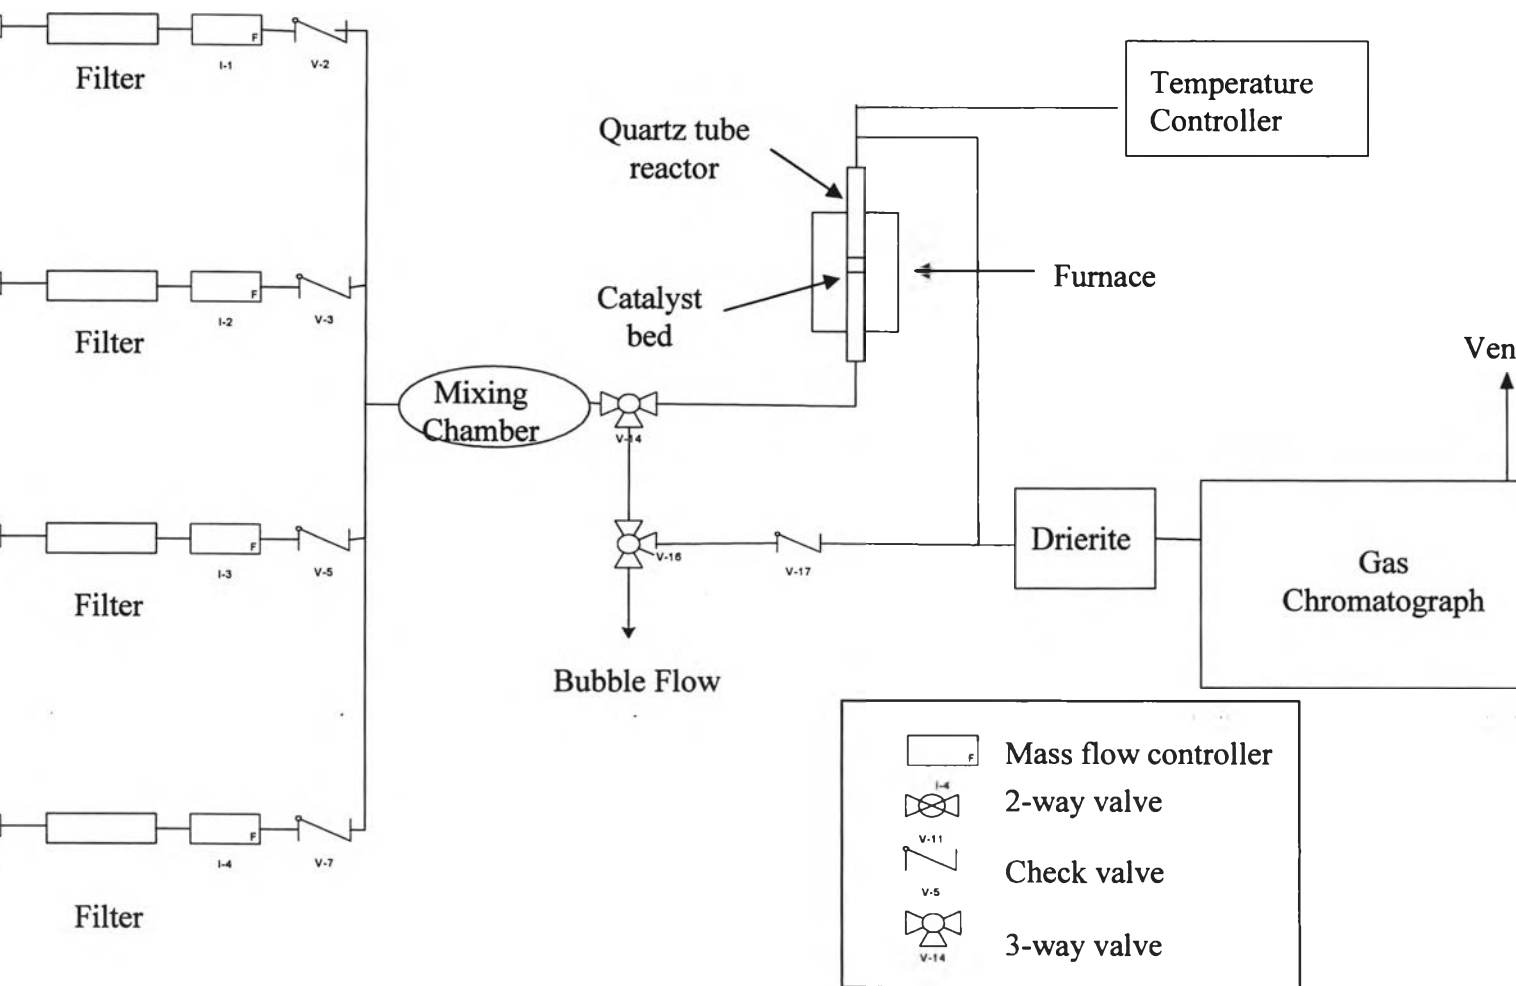 F
I-1
V-2
Filter
Temperature
Controller
Quartz tube
reactor
F
I-2
V-3
Filter
Catalyst
bed
Furnace
Ven
Mixing
Chamber
V-14
F
I-3
V-5
Filter
V-16
V-17
Drierite
Gas
Chromatograph
Bubble Flow
F
I-4
V-7
Filter
F
Mass flow controller
I-4
2-way valve
V-11
Check valve
V-5
3-way valve
V-14